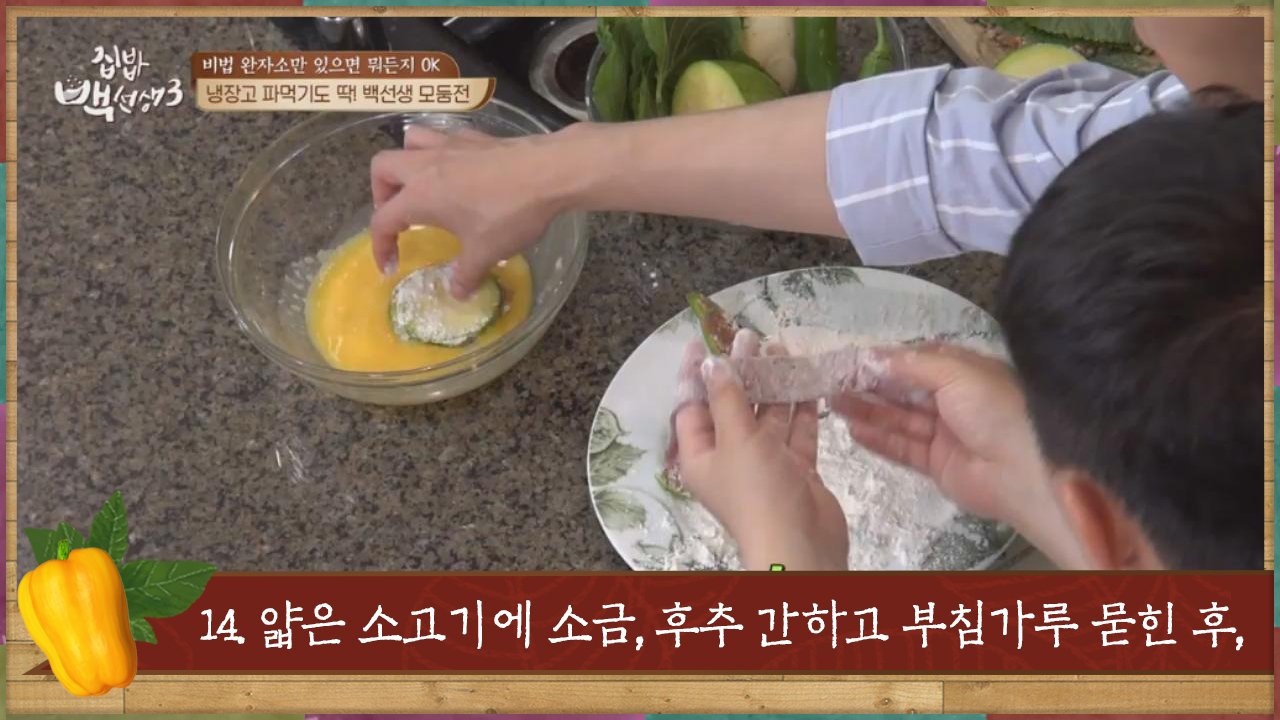 집밥
백선생3
비법 완자소만 있으면 뭐든지 OK
냉장고 파먹기도 딱! 백선생 모둠전
14. 얇은 소고기에 소금, 후추 간하고 부침가루 묻힌 후,